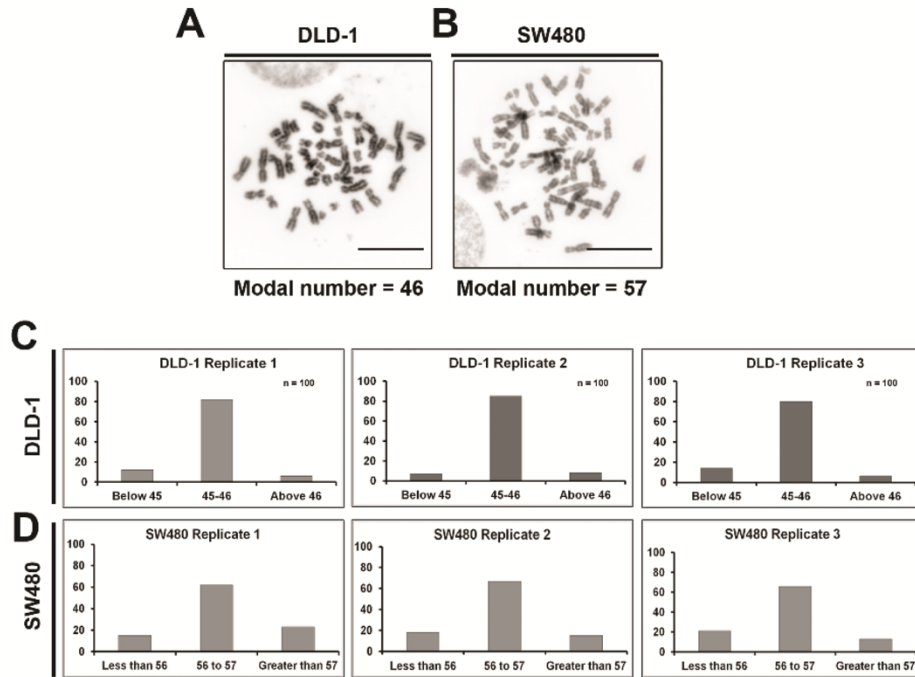 A
DLD-1
B
SW480
Modal number = 46
Modal number = 57
C
DLD-1
DLD-1 Replicate 1
n = 100
100
80
60
40
20
0
Below 45 45-46 Above 46
DLD-1 Replicate 2
n = 100
100
80
60
40
20
0
Below 45 45-46 Above 46
DLD-1 Replicate 3
n = 100
100
80
60
40
20
0
Below 45 45-46 Above 46
D
SW480
SW480 Replicate 1
100
80
60
40
20
0
Less than 56 56 to 57 Greater than 57
SW480 Replicate 2
100
80
60
40
20
0
Less than 56 56 to 57 Greater than 57
SW480 Replicate 3
100
80
60
40
20
0
Less than 56 56 to 57 Greater than 57